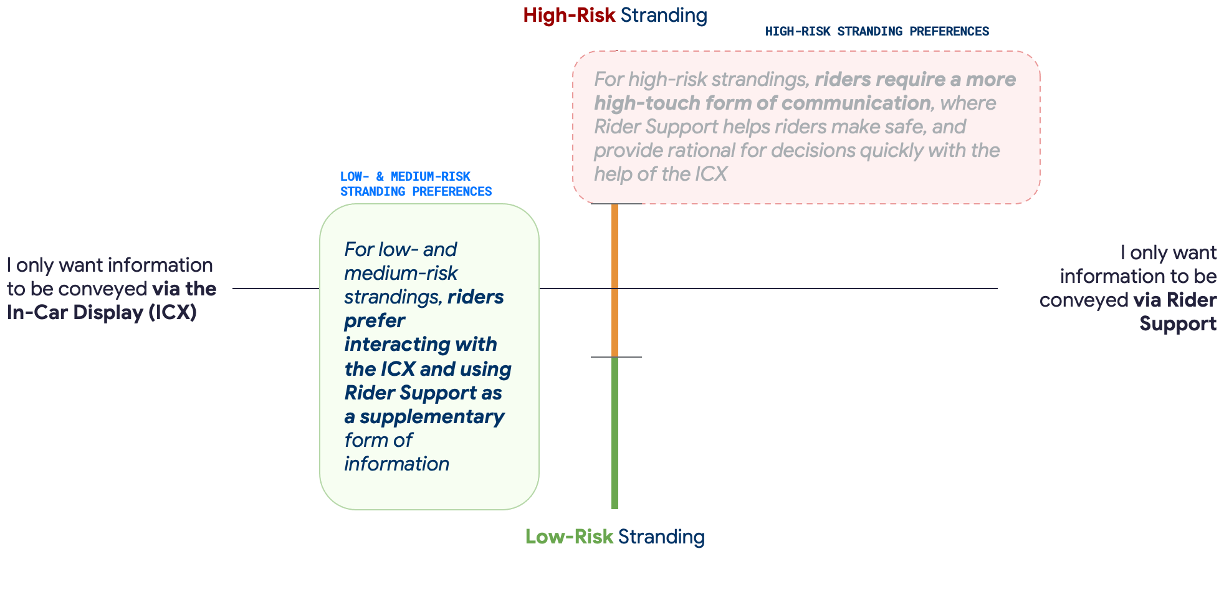 High-Risk Stranding
HIGH-RISK STRANDING PREFERENCES
For high-risk strandings, riders require a more
high-touch form of communication, where
Rider Support helps riders make safe, and
provide rational for decisions quickly with the
help of the ICX
LOW- & MEDIUM-RISK
STRANDING PREFERENCES
For low- and
medium-risk
strandings, riders
prefer
interacting with
the ICX and using
Rider Support as
a supplementary
form of
information
I only want information
to be conveyed via the
In-Car Display (ICX)
I only want
information to be
conveyed via Rider
Support
Low-Risk Stranding